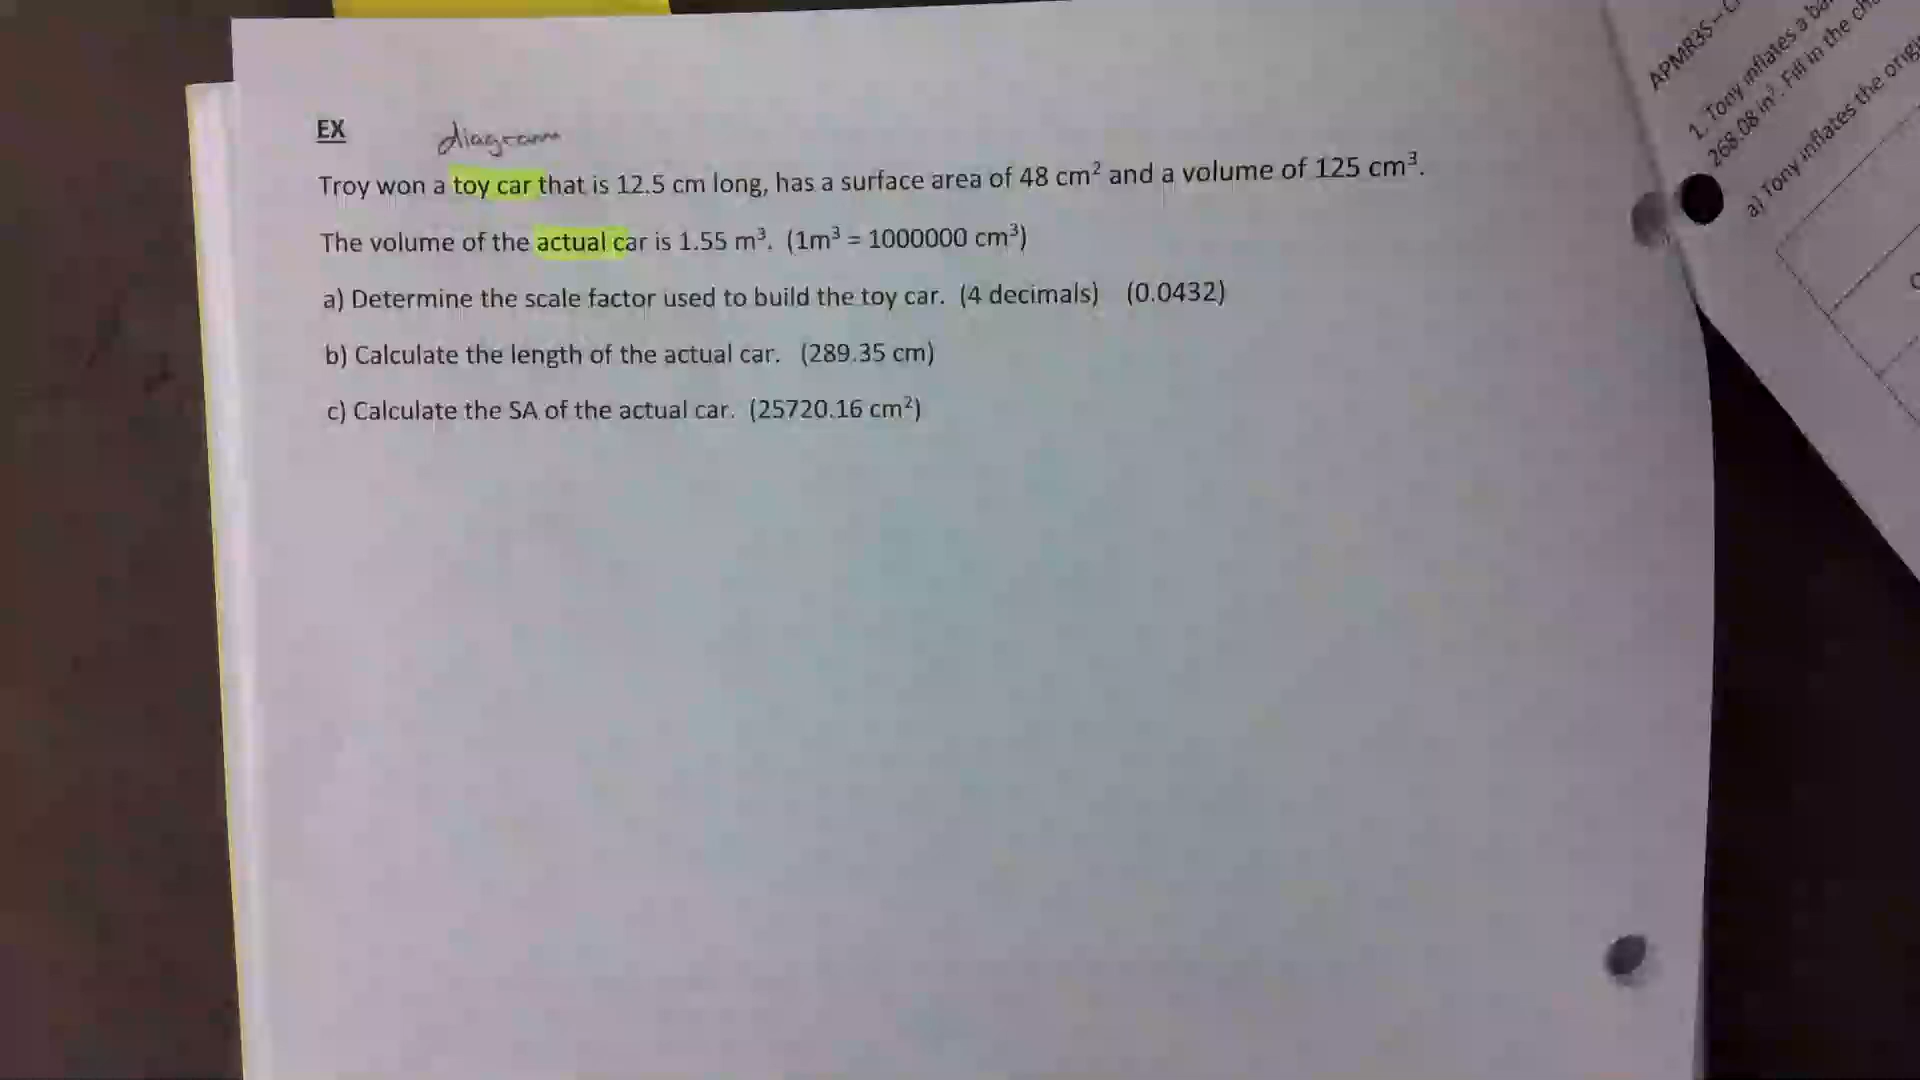 EX
diagram
Troy won a toy car that is 12.5 cm long, has a surface area of 48 cm² and a volume of 125 cm³.
The volume of the actual car is 1.55 m³. (1m³ = 1000000 cm³)
a) Determine the scale factor used to build the toy car. (4 decimals) (0.0432)
b) Calculate the length of the actual car. (289.35 cm)
c) Calculate the SA of the actual car. (25720.16 cm²)
APMR3S –
1. Tony inflates a
268.08 in³. Fill in the
a) Tony inflates the